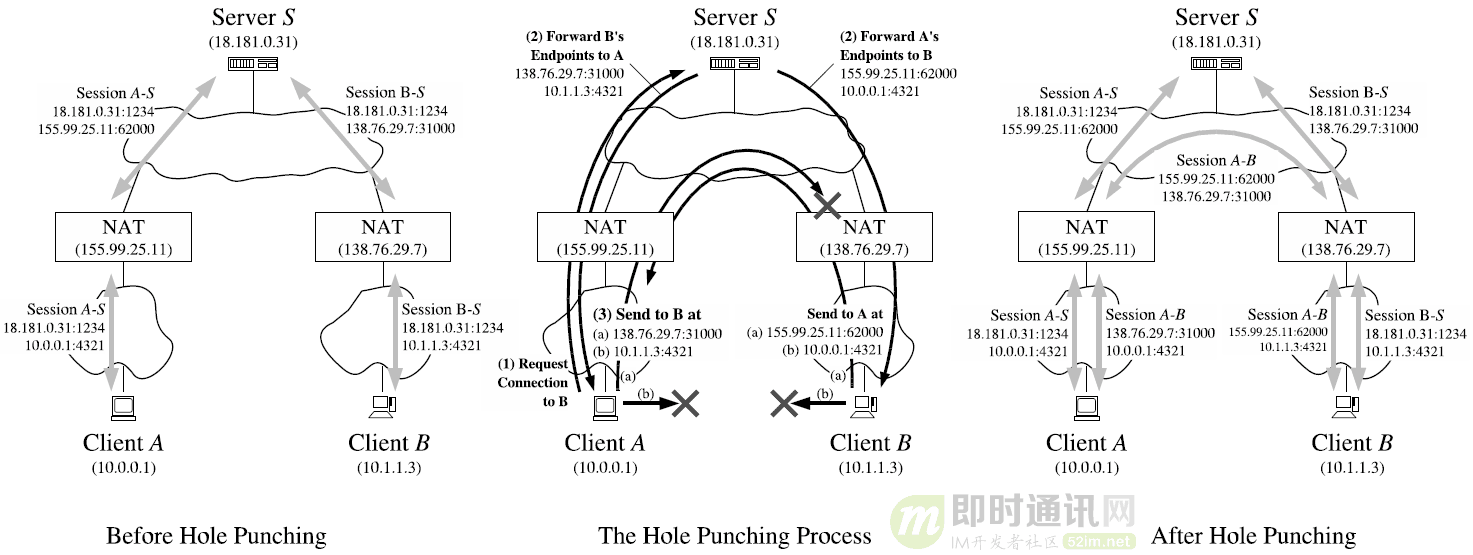 Server S
(18.181.0.31)
Session A-S
18.181.0.31:1234
155.99.25.11:62000
Session B-S
18.181.0.31:1234
138.76.29.7:31000
NAT
(155.99.25.11)
NAT
(138.76.29.7)
Session A-S
18.181.0.31:1234
10.0.0.1:4321
Session B-S
18.181.0.31:1234
10.1.1.3:4321
Client A
(10.0.0.1)
Client B
(10.1.1.3)
Before Hole Punching
Server S
(18.181.0.31)
(2) Forward B's
Endpoints to A
138.76.29.7:31000
10.1.1.3:4321
(2) Forward A's
Endpoints to B
155.99.25.11:62000
10.0.0.1:4321
NAT
(155.99.25.11)
NAT
(138.76.29.7)
(3) Send to B at
(a) 138.76.29.7:31000
(b) 10.1.1.3:4321
Send to A at
(a) 155.99.25.11:62000
(b) 10.0.0.1:4321
(1) Request
Connection
to B
(a)
(b)
(a)
(b)
Client A
(10.0.0.1)
Client B
(10.1.1.3)
The Hole Punching Process
Server S
(18.181.0.31)
Session A-S
18.181.0.31:1234
155.99.25.11:62000
Session B-S
18.181.0.31:1234
138.76.29.7:31000
Session A-B
155.99.25.11:62000
138.76.29.7:31000
NAT
(155.99.25.11)
NAT
(138.76.29.7)
Session A-S
18.181.0.31:1234
10.0.0.1:4321
Session A-B
138.76.29.7:31000
10.0.0.1:4321
Session A-B
155.99.25.11:62000
10.1.1.3:4321
Session B-S
18.181.0.31:1234
10.1.1.3:4321
Client A
(10.0.0.1)
Client B
(10.1.1.3)
After Hole Punching
m
即时通讯网
IM开发者社区 52im.net